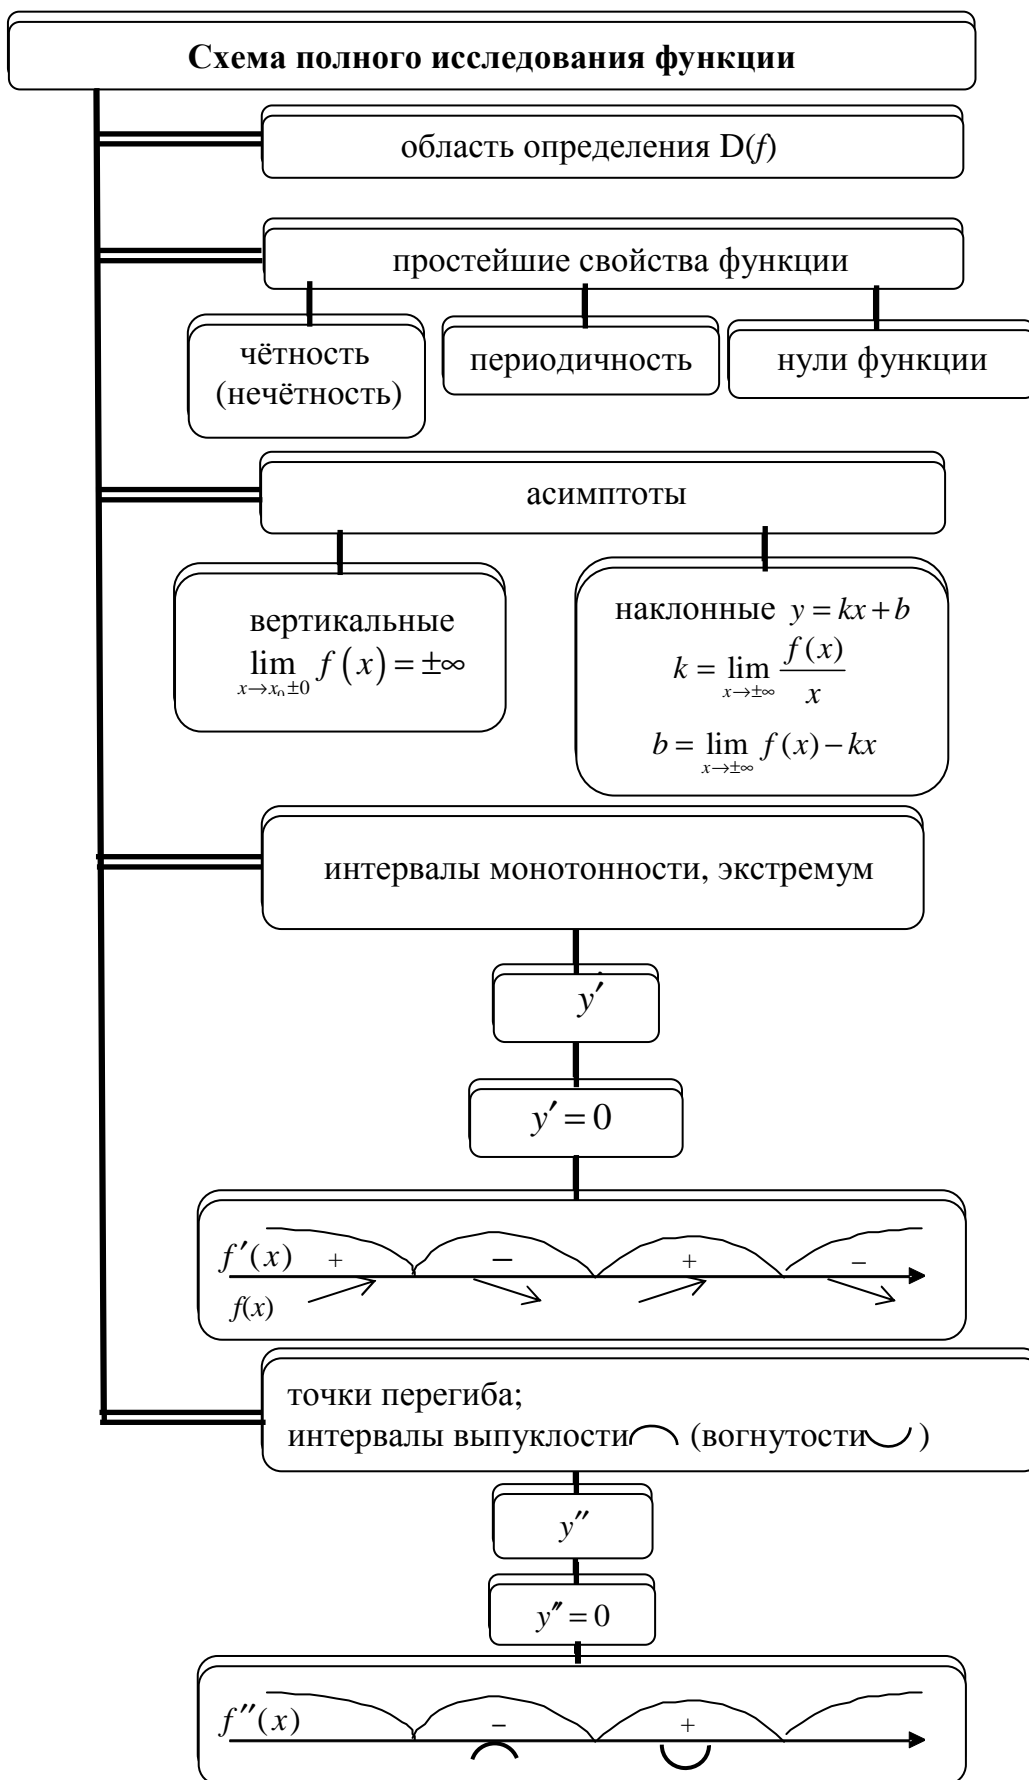 Схема полного исследования функции
область определения D(f)
простейшие свойства функции
чётность
(нечётность)
периодичность
нули функции
асимптоты
вертикальные
lim f(x) = ±∞
x→x₀±0
наклонные y = kx + b
k = lim f(x)/x
x→±∞
b = lim f(x) − kx
x→±∞
интервалы монотонности, экстремум
y′
y′ = 0
f′(x) + − + −
f(x)
точки перегиба;
интервалы выпуклости (вогнутости )
y″
y″ = 0
f″(x) − +